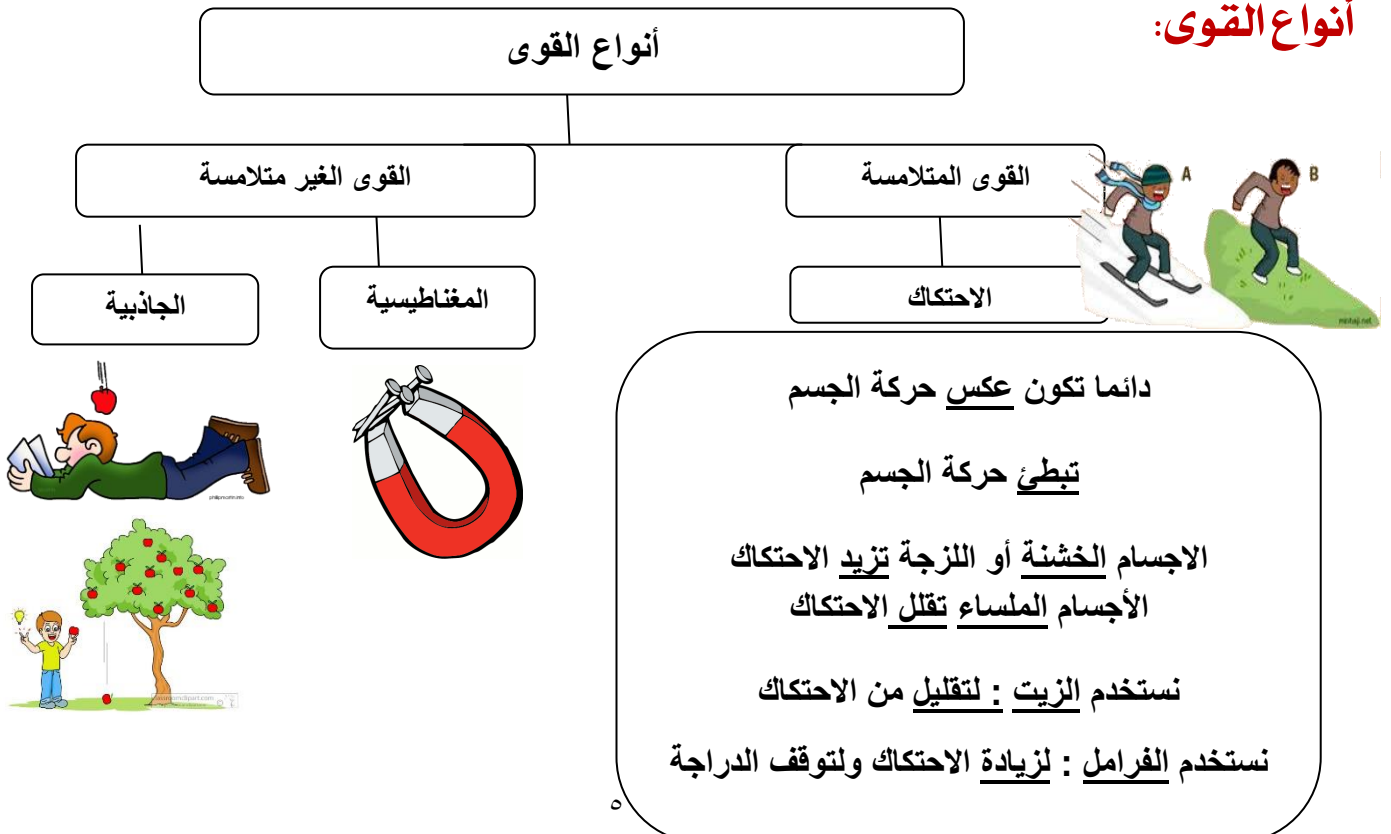 أنواع القوى:
أنواع القوى
القوى المتلامسة
القوى الغير متلامسة
A
B
الاحتكاك
المغناطيسية
الجاذبية
دائما تكون عكس حركة الجسم
تبطئ حركة الجسم
الاجسام الخشنة أو اللزجة تزيد الاحتكاك
الأجسام الملساء تقلل الاحتكاك
نستخدم الزيت : لتقليل من الاحتكاك
نستخدم الفرامل : لزيادة الاحتكاك ولتوقف الدراجة
٥